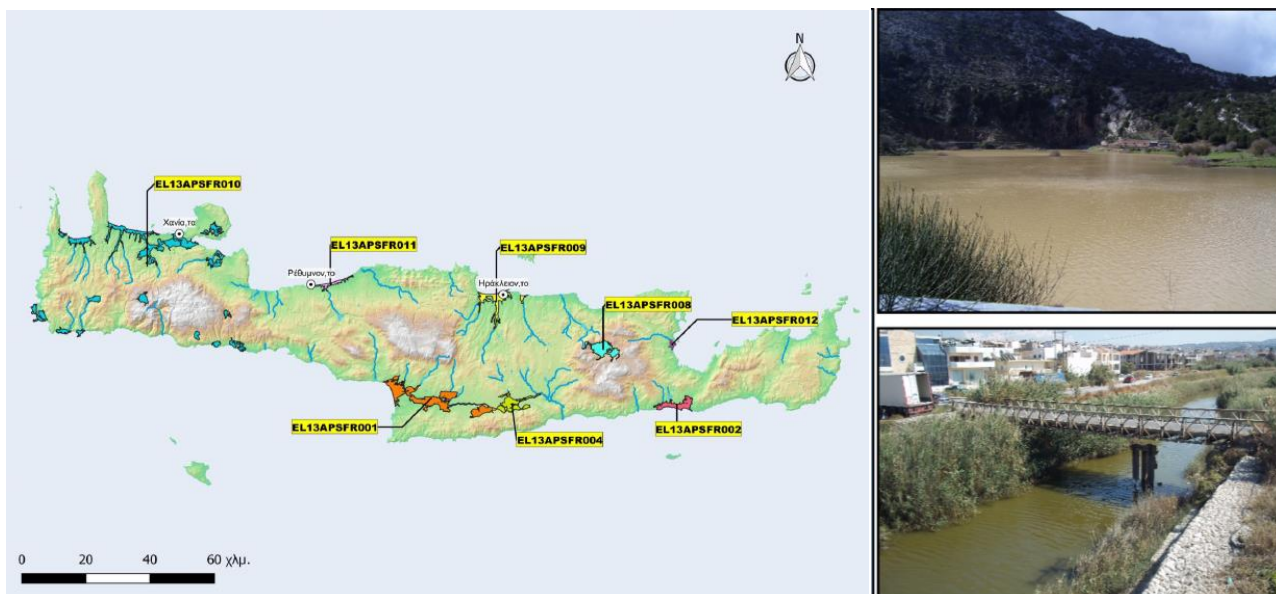 N
EL13APSFR010
Χανία,τα
EL13APSFR011
EL13APSFR009
Ρέθυμνον,το
Ηράκλειον,το
EL13APSFR008
EL13APSFR012
EL13APSFR001
EL13APSFR004
EL13APSFR002
0 20 40 60 χλμ.